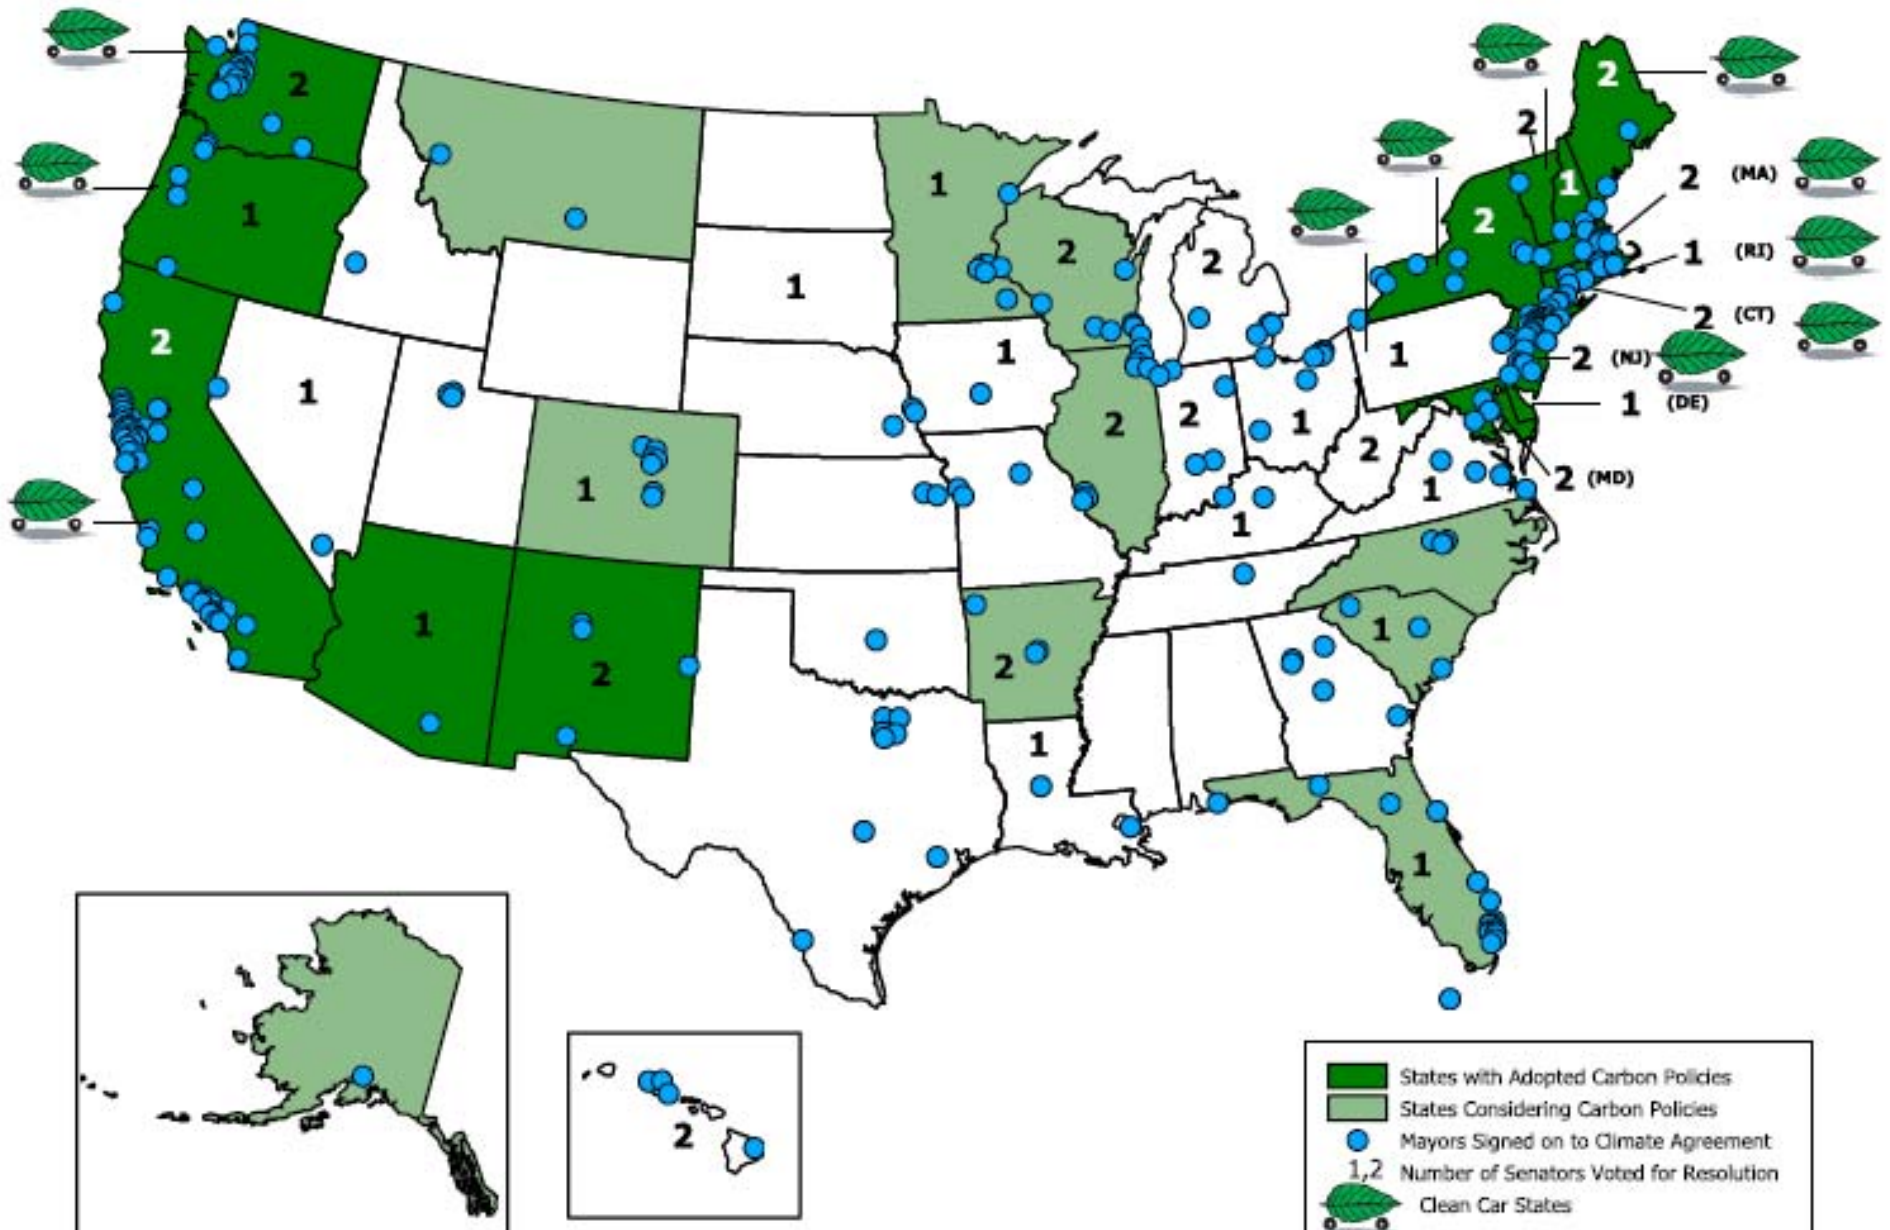 2
2
2
1
2 (MA)
1
1
2
2
2
1 (RI)
1
2
1
2 (CT)
1
1
2 (NJ)
1
1 (DE)
2
2
1
2
1
1
2 (MD)
1
1
1
2
2
1
1
2
States with Adopted Carbon Policies
States Considering Carbon Policies
Mayors Signed on to Climate Agreement
1,2 Number of Senators Voted for Resolution
Clean Car States